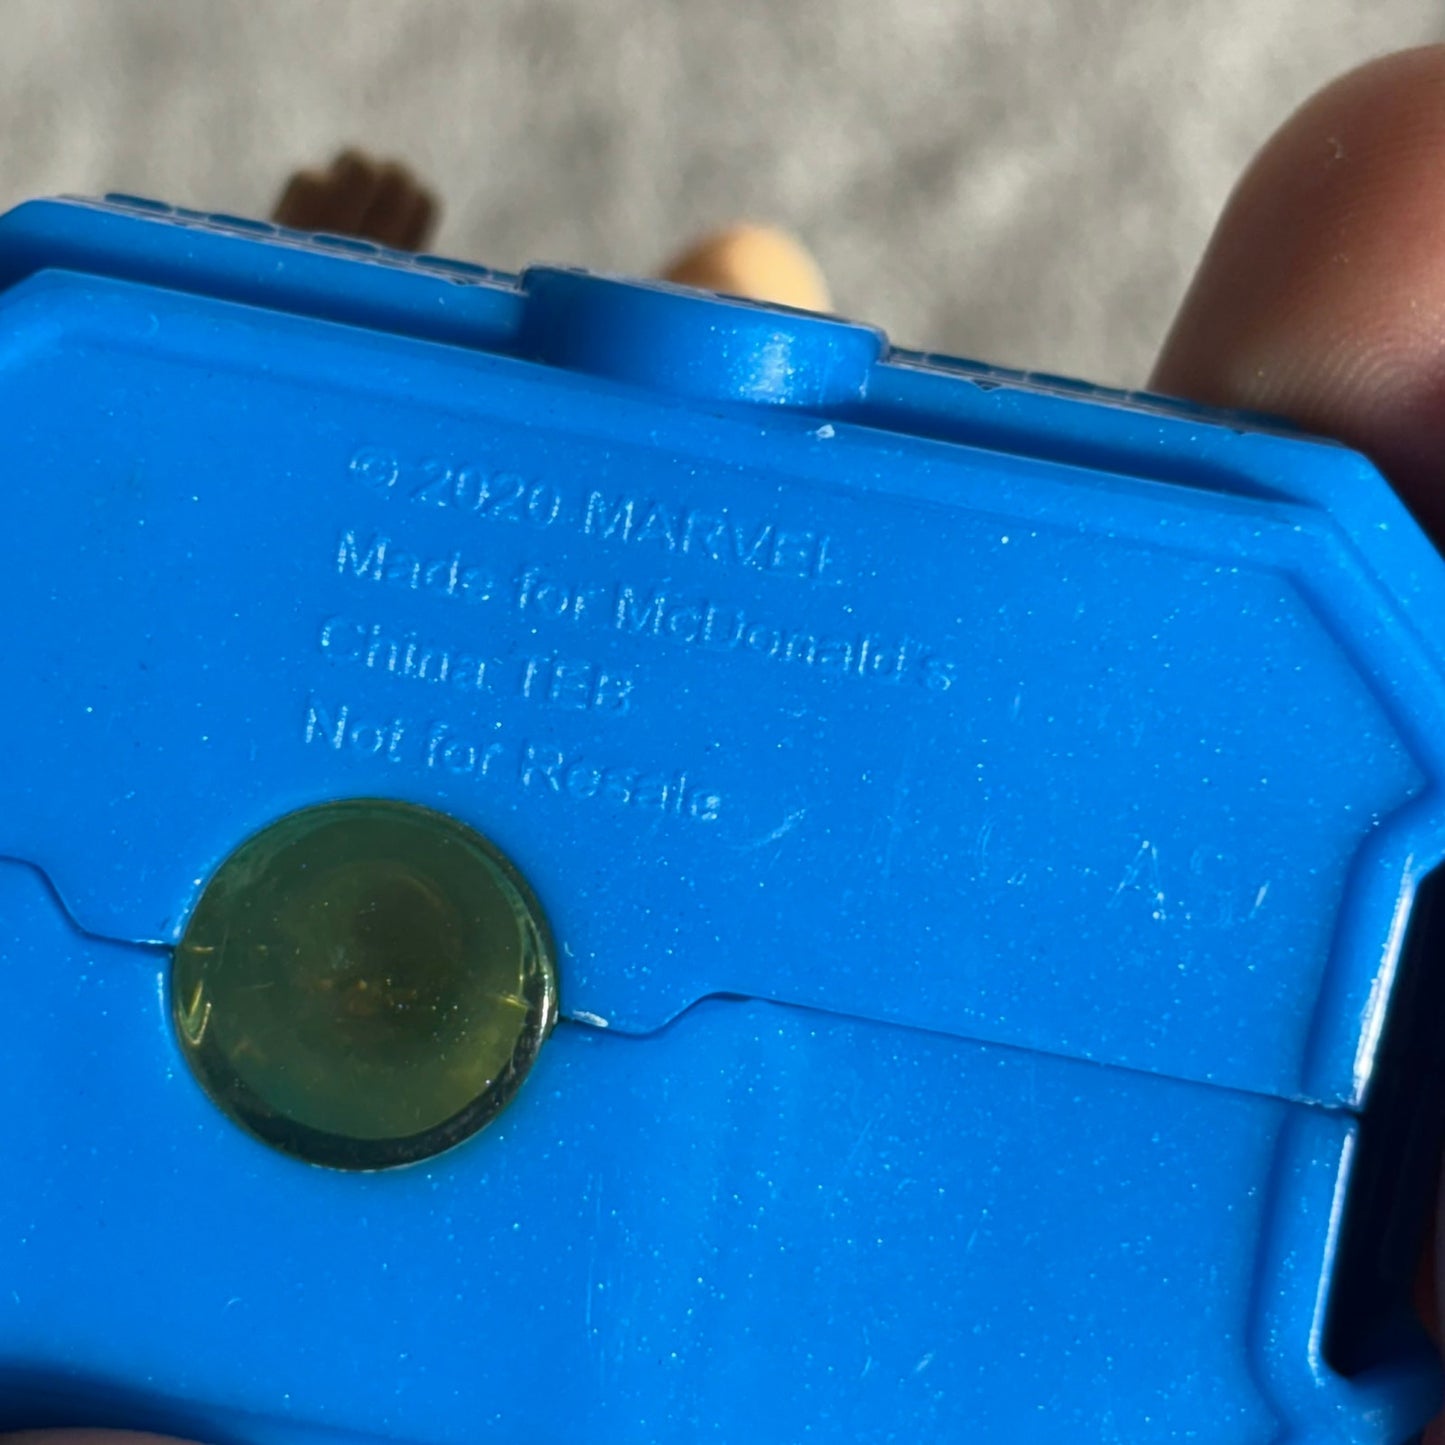 © 2020 MARVEL
Made for McDonald's
China TEB
Not for Resale